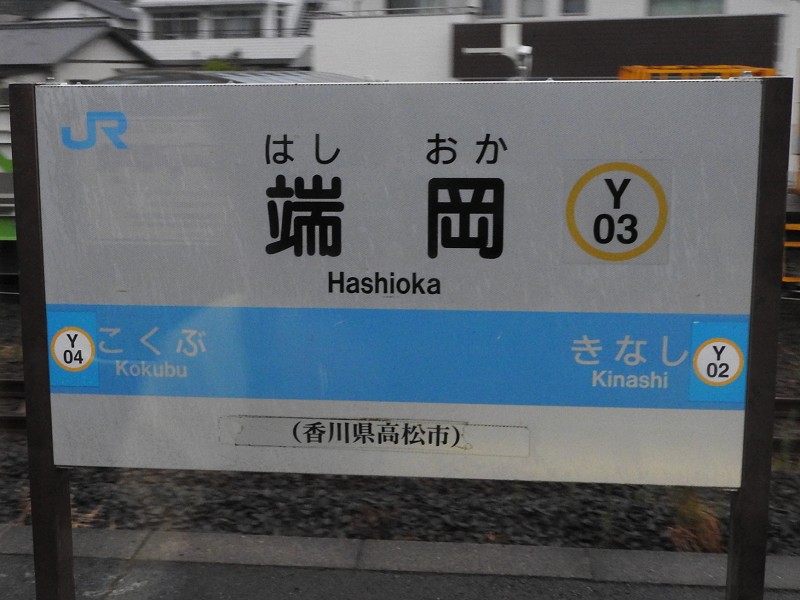 JR
はし おか
端 岡
Hashioka
Y
03
Y
04
こくぶ
Kokubu
きなし
Kinashi
Y
02
(香川県高松市)